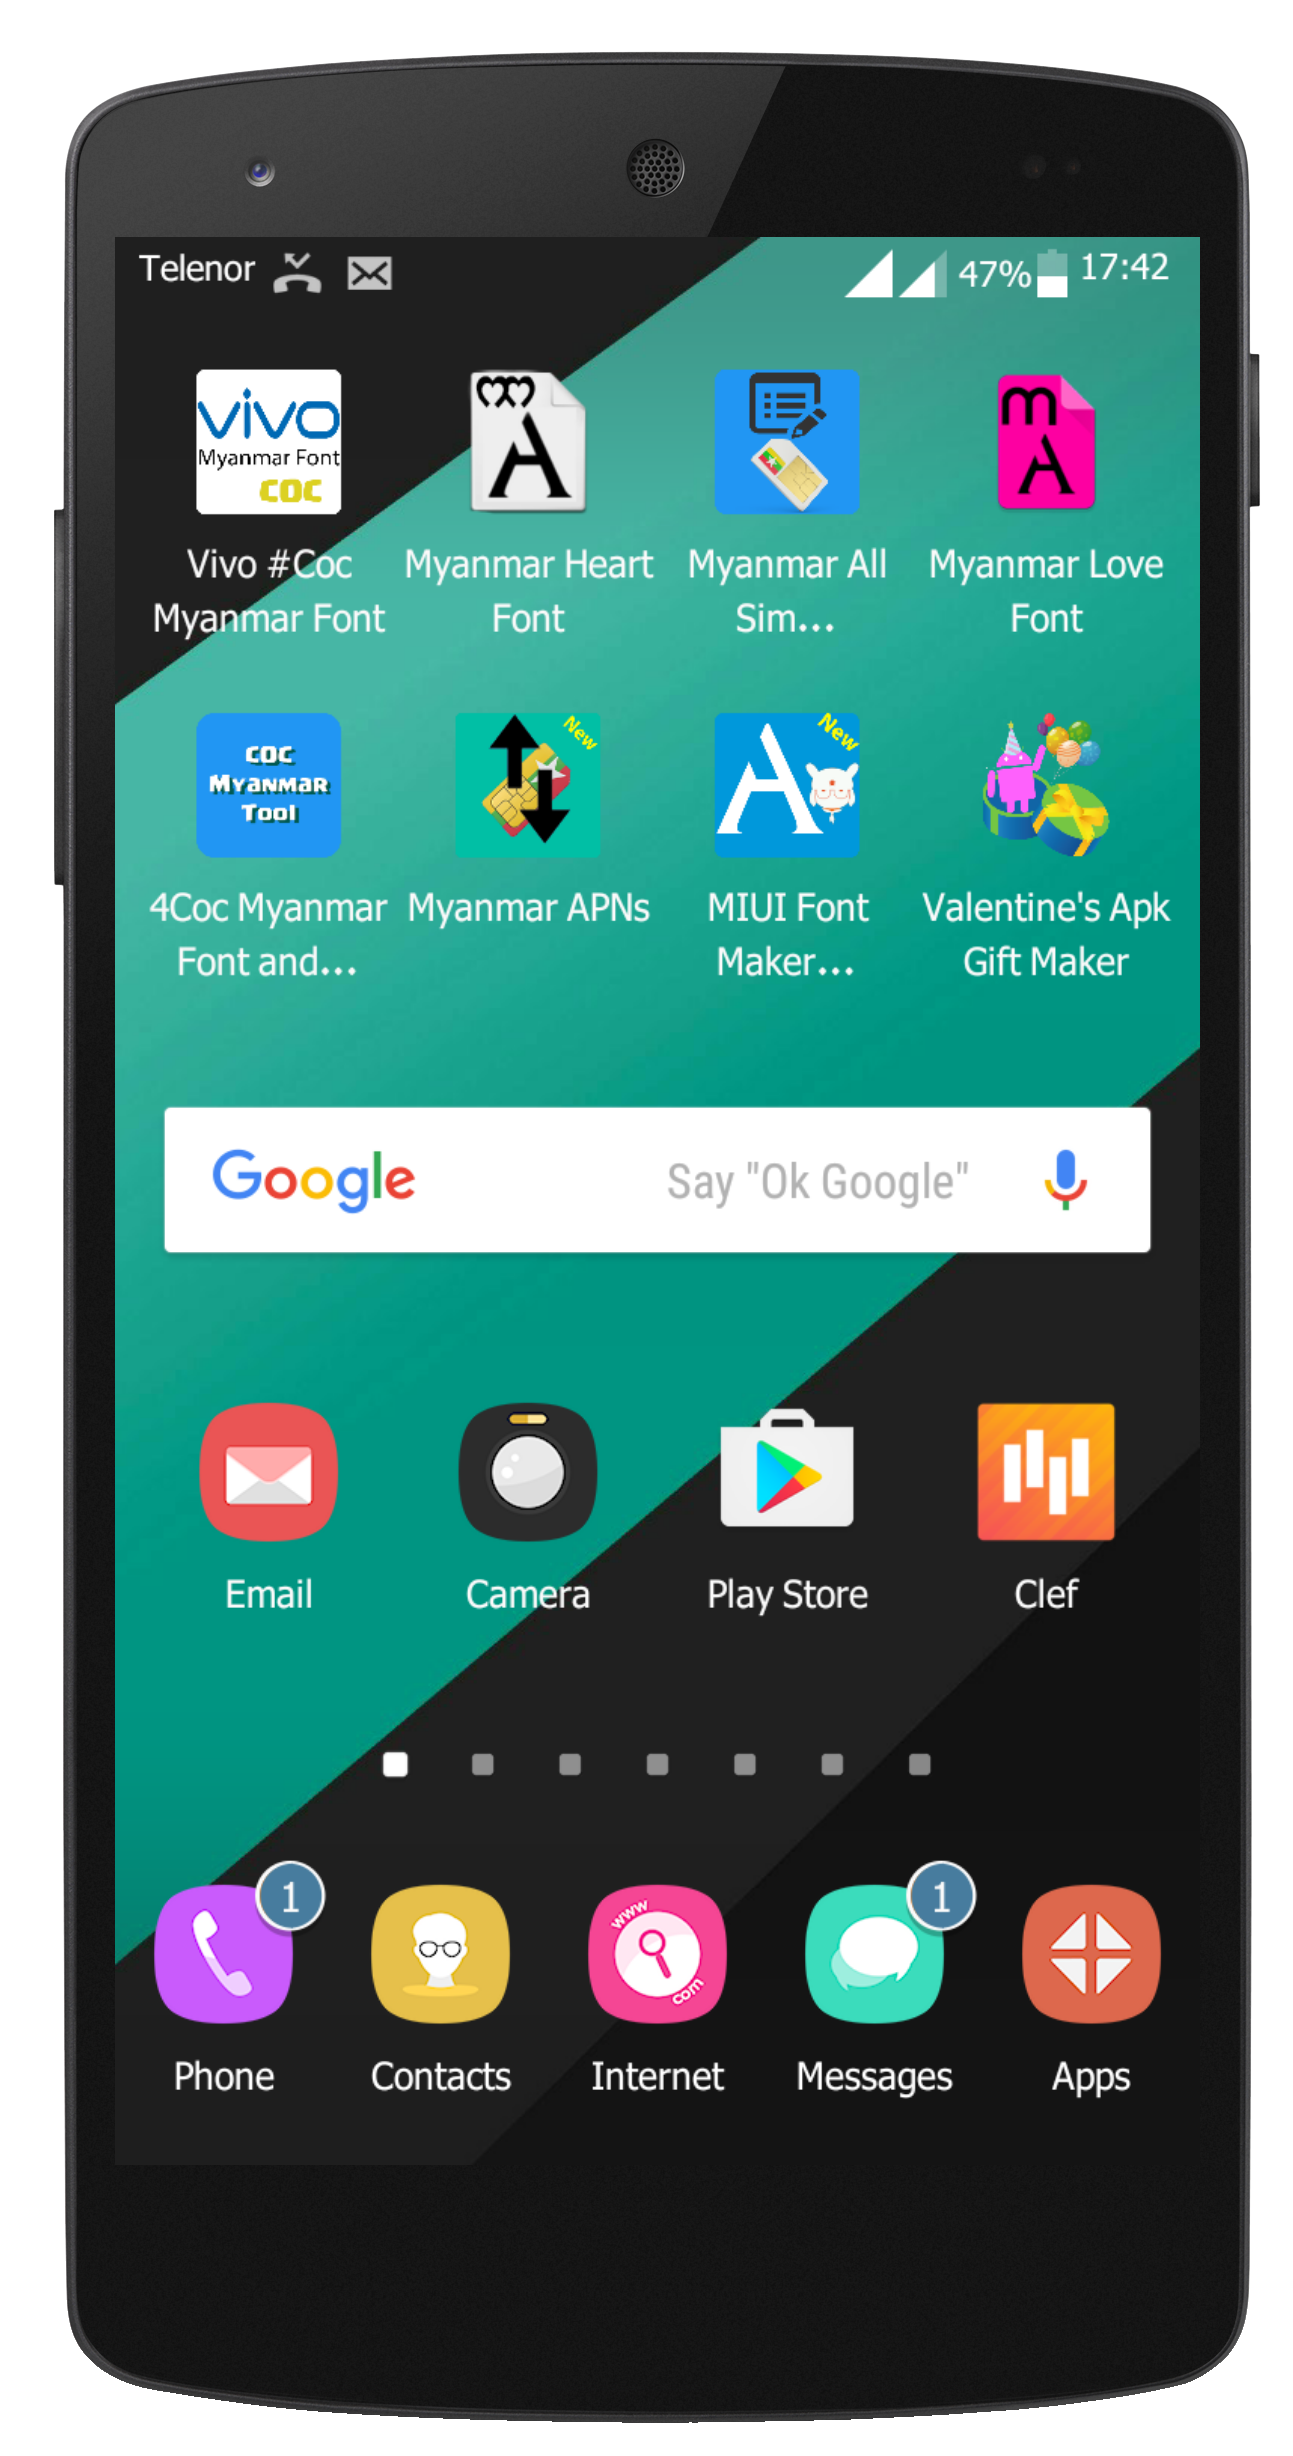 Telenor 47% 17:42
vivo
Myanmar Font
COC
m
A
A
Vivo #Coc
Myanmar Font
Myanmar Heart
Font
Myanmar All
Sim...
Myanmar Love
Font
COC
Myanmar
Tool
New
New
A
4Coc Myanmar
Font and...
Myanmar APNs
MIUI Font
Maker...
Valentine's Apk
Gift Maker
Google Say "Ok Google"
Email Camera Play Store Clef
1 1
www
com
Phone Contacts Internet Messages Apps